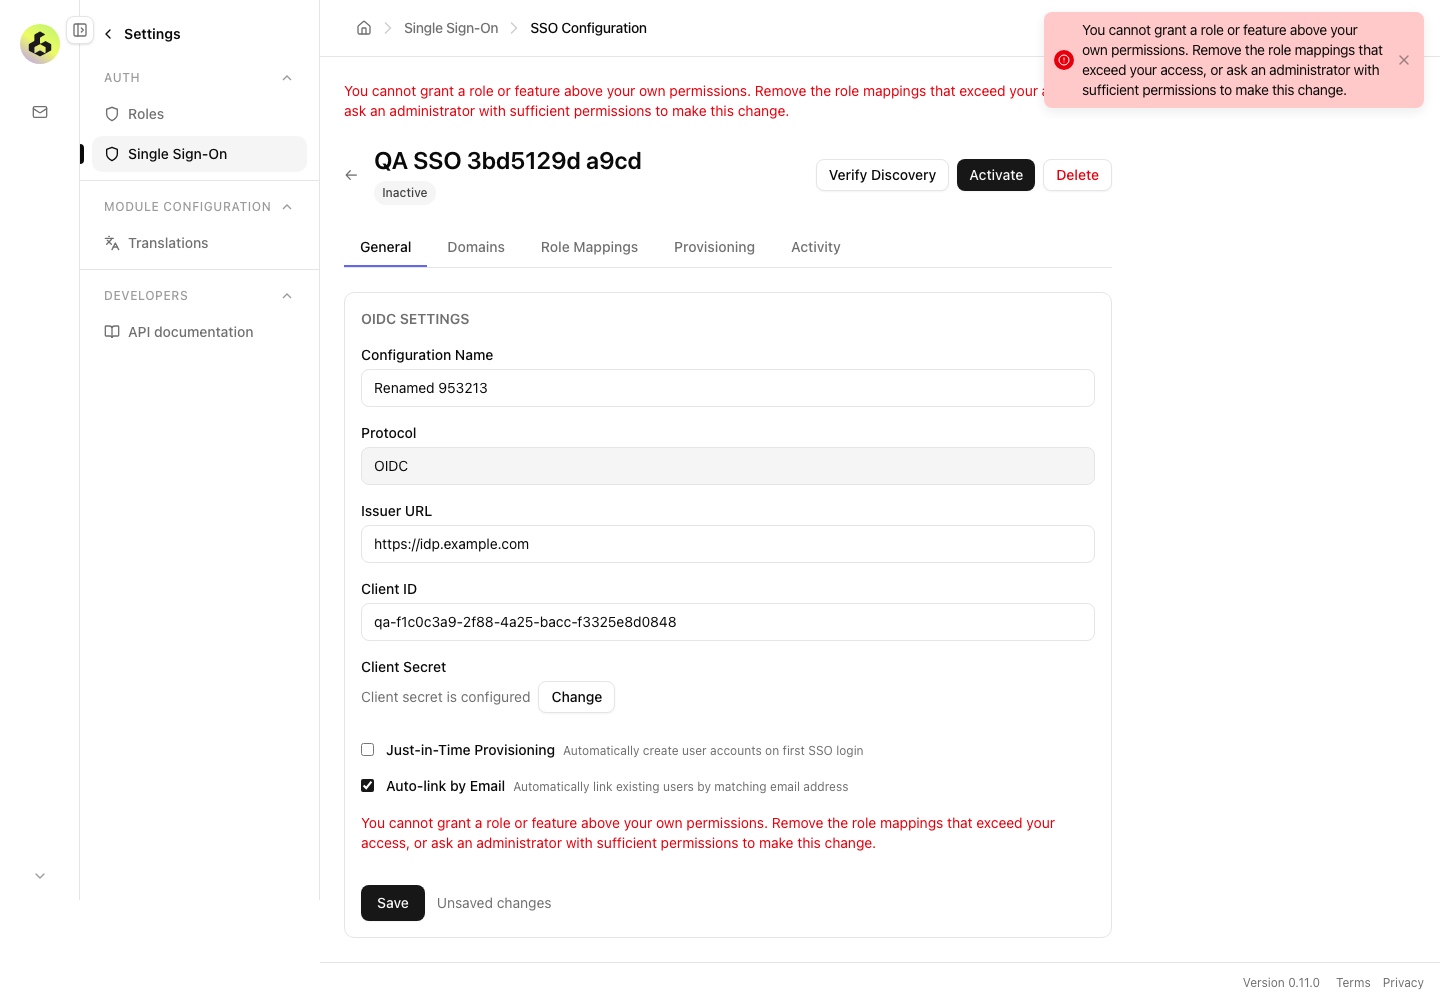 Settings
AUTH
Roles
Single Sign-On
MODULE CONFIGURATION
Translations
DEVELOPERS
API documentation
Single Sign-On
SSO Configuration
You cannot grant a role or feature above your
own permissions. Remove the role mappings that
exceed your access, or ask an administrator with
sufficient permissions to make this change.
You cannot grant a role or feature above your own permissions. Remove the role mappings that exceed your
ask an administrator with sufficient permissions to make this change.
QA SSO 3bd5129d a9cd
Inactive
Verify Discovery
Activate
Delete
General
Domains
Role Mappings
Provisioning
Activity
OIDC SETTINGS
Configuration Name
Renamed 953213
Protocol
OIDC
Issuer URL
https://idp.example.com
Client ID
qa-f1c0c3a9-2f88-4a25-bacc-f3325e8d0848
Client Secret
Client secret is configured
Change
Just-in-Time Provisioning Automatically create user accounts on first SSO login
Auto-link by Email Automatically link existing users by matching email address
You cannot grant a role or feature above your own permissions. Remove the role mappings that exceed your
access, or ask an administrator with sufficient permissions to make this change.
Save
Unsaved changes
Version 0.11.0
Terms
Privacy